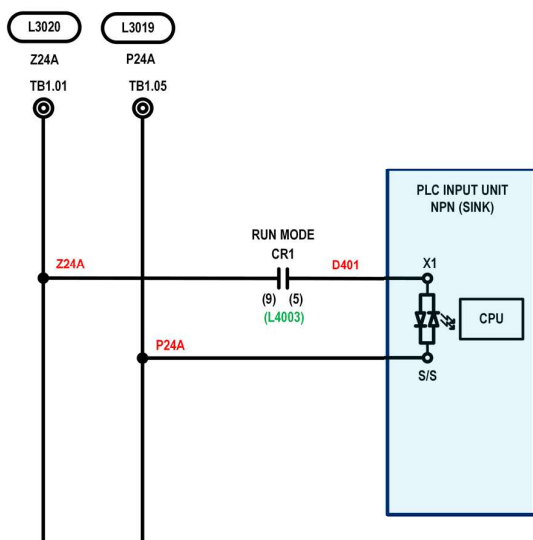 L3020
L3019
Z24A
P24A
TB1.01
TB1.05
PLC INPUT UNIT
NPN (SINK)
RUN MODE
CR1
Z24A
D401
X1
(9) (5)
(L4003)
CPU
P24A
S/S